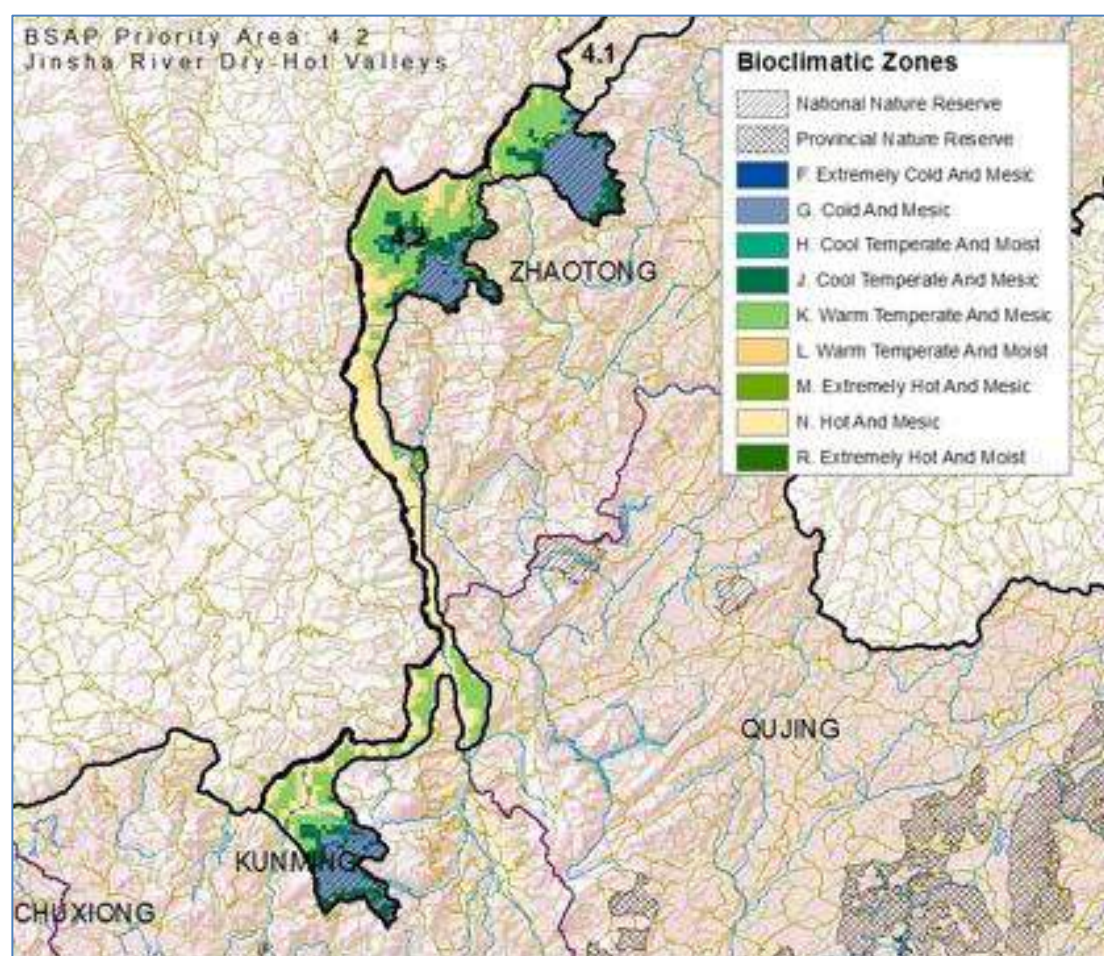 BSAP Priority Area: 4.2
Jinsha River Dry-Hot Valleys
4.1
Bioclimatic Zones
National Nature Reserve
Provincial Nature Reserve
F. Extremely Cold And Mesic
G. Cold And Mesic
H. Cool Temperate And Moist
J. Cool Temperate And Mesic
K. Warm Temperate And Mesic
L. Warm Temperate And Moist
M. Extremely Hot And Mesic
N. Hot And Mesic
R. Extremely Hot And Moist
4.2
ZHAOTONG
QUJING
KUNMING
CHUXIONG